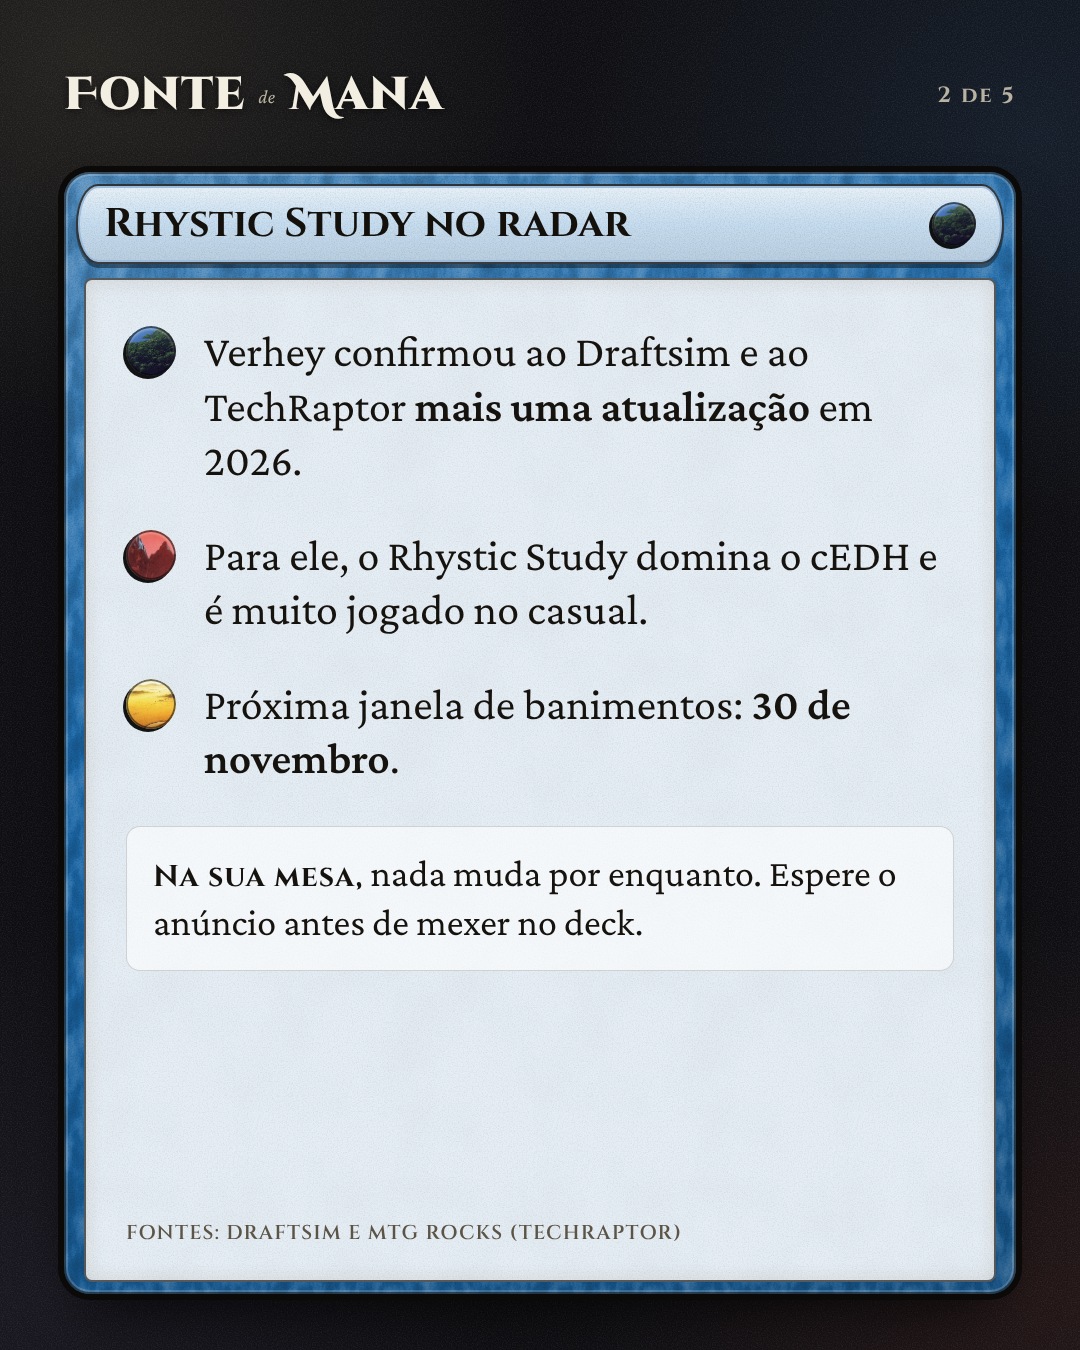 Fonte de Mana
2 DE 5
Rhystic Study no radar
Verhey confirmou ao Draftsim e ao
TechRaptor mais uma atualização em
2026.
Para ele, o Rhystic Study domina o cEDH e
é muito jogado no casual.
Próxima janela de banimentos: 30 de
novembro.
Na sua mesa, nada muda por enquanto. Espere o
anúncio antes de mexer no deck.
FONTES: DRAFTSIM E MTG ROCKS (TECHRAPTOR)